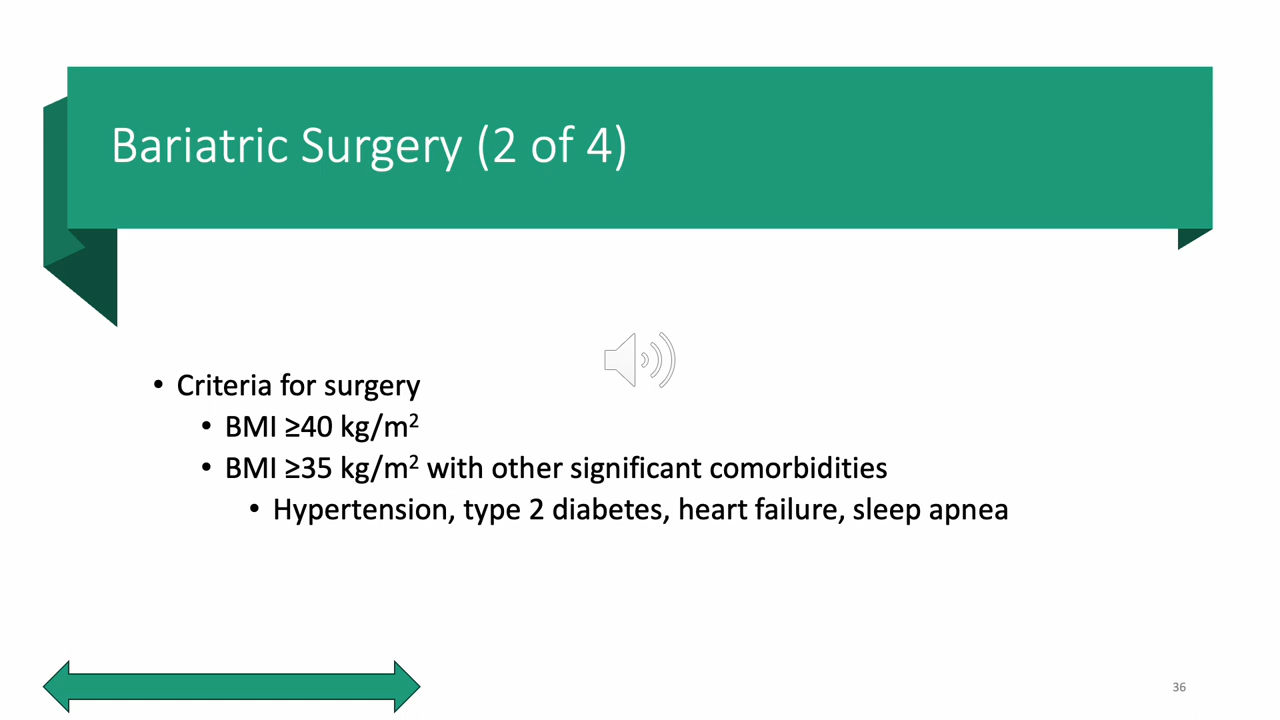 Bariatric Surgery (2 of 4)
• Criteria for surgery
• BMI ≥40 kg/m²
• BMI ≥35 kg/m² with other significant comorbidities
• Hypertension, type 2 diabetes, heart failure, sleep apnea
36